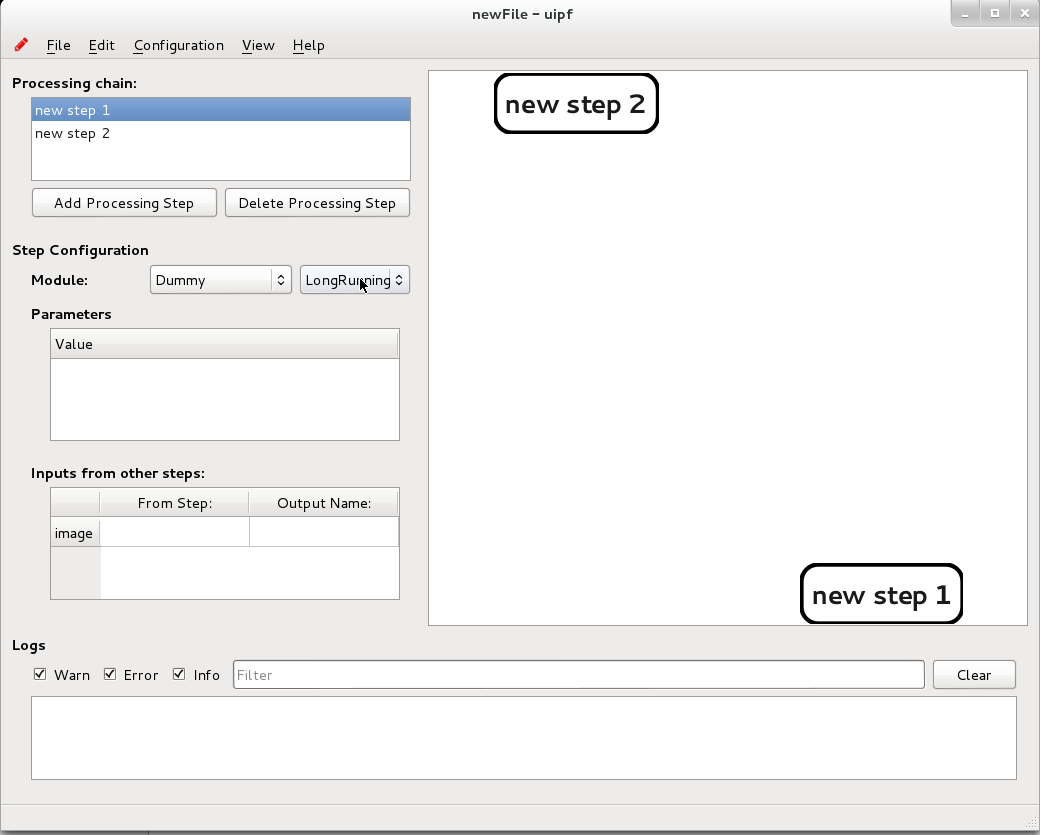 newFile – uipf
File Edit Configuration View Help
Processing chain:
new step 1
new step 2
Add Processing Step Delete Processing Step
Step Configuration
Module: Dummy LongRunning
Parameters
Value
Inputs from other steps:
From Step: Output Name:
image
new step 2
new step 1
Logs
Warn Error Info Filter Clear